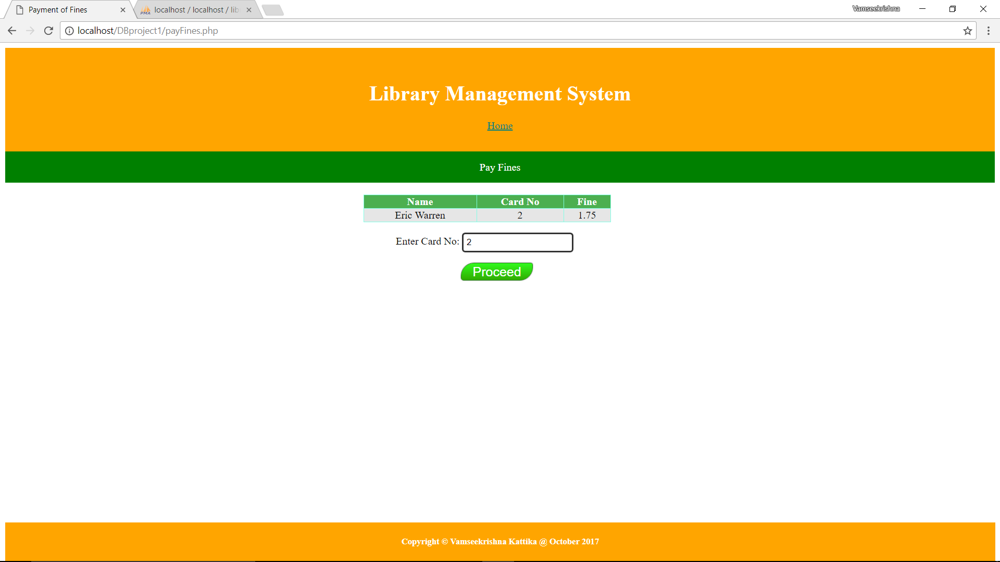 Payment of Fines
PMA localhost / localhost / lib
Vamseekrishna
localhost/DBproject1/payFines.php
Library Management System
Home
Pay Fines
Name Card No Fine
Eric Warren 2 1.75
Enter Card No: 2
Proceed
Copyright © Vamseekrishna Kattika @ October 2017